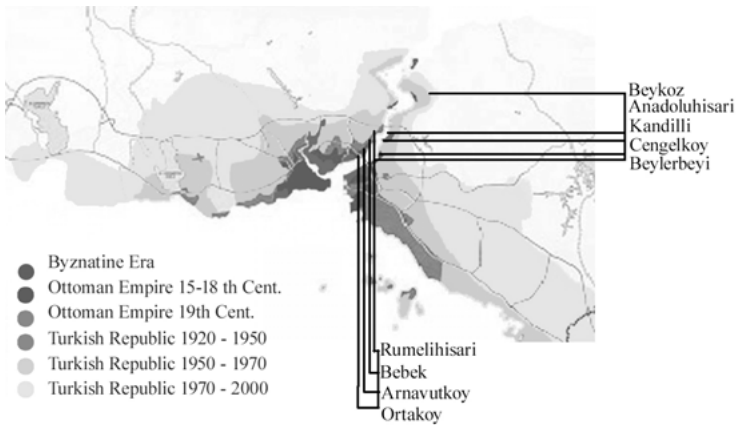 Beykoz
Anadoluhisari
Kandilli
Cengelkoy
Beylerbeyi
Byznatine Era
Ottoman Empire 15-18 th Cent.
Ottoman Empire 19th Cent.
Turkish Republic 1920 - 1950
Turkish Republic 1950 - 1970
Turkish Republic 1970 - 2000
Rumelihisari
Bebek
Arnavutkoy
Ortakoy